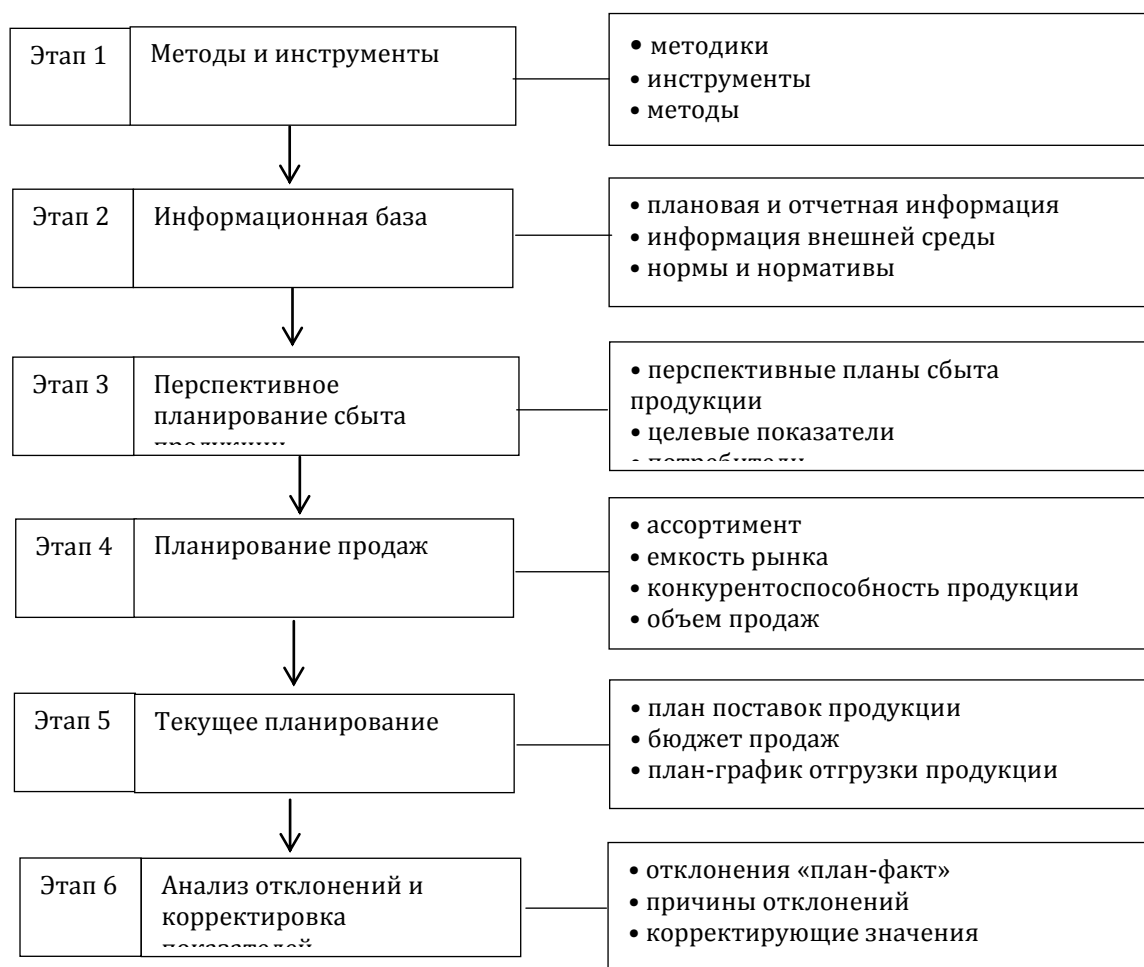 Этап 1
Методы и инструменты
• методики
• инструменты
• методы
Этап 2
Информационная база
• плановая и отчетная информация
• информация внешней среды
• нормы и нормативы
Этап 3
Перспективное
планирование сбыта
• перспективные планы сбыта
продукции
• целевые показатели
Этап 4
Планирование продаж
• ассортимент
• емкость рынка
• конкурентоспособность продукции
• объем продаж
Этап 5
Текущее планирование
• план поставок продукции
• бюджет продаж
• план-график отгрузки продукции
Этап 6
Анализ отклонений и
корректировка
• отклонения «план-факт»
• причины отклонений
• корректирующие значения